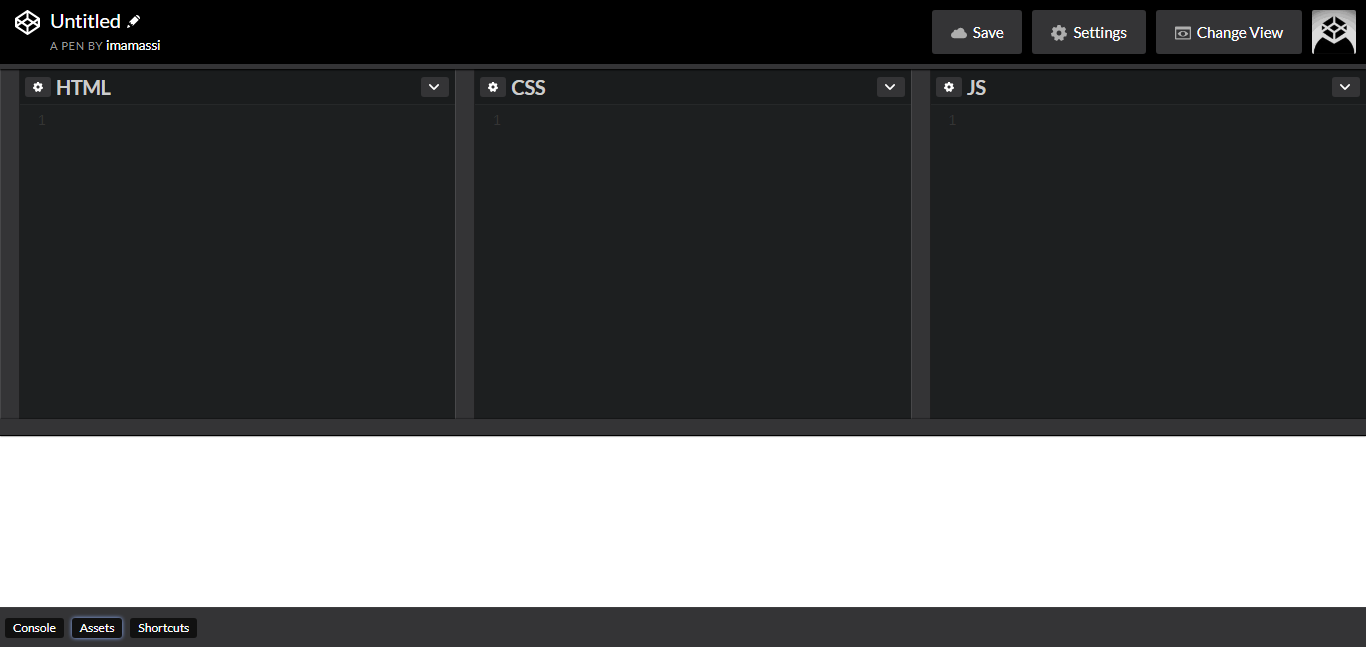 Untitled
A PEN BY imamassi
Save
Settings
Change View
HTML
CSS
JS
1
1
1
Console
Assets
Shortcuts